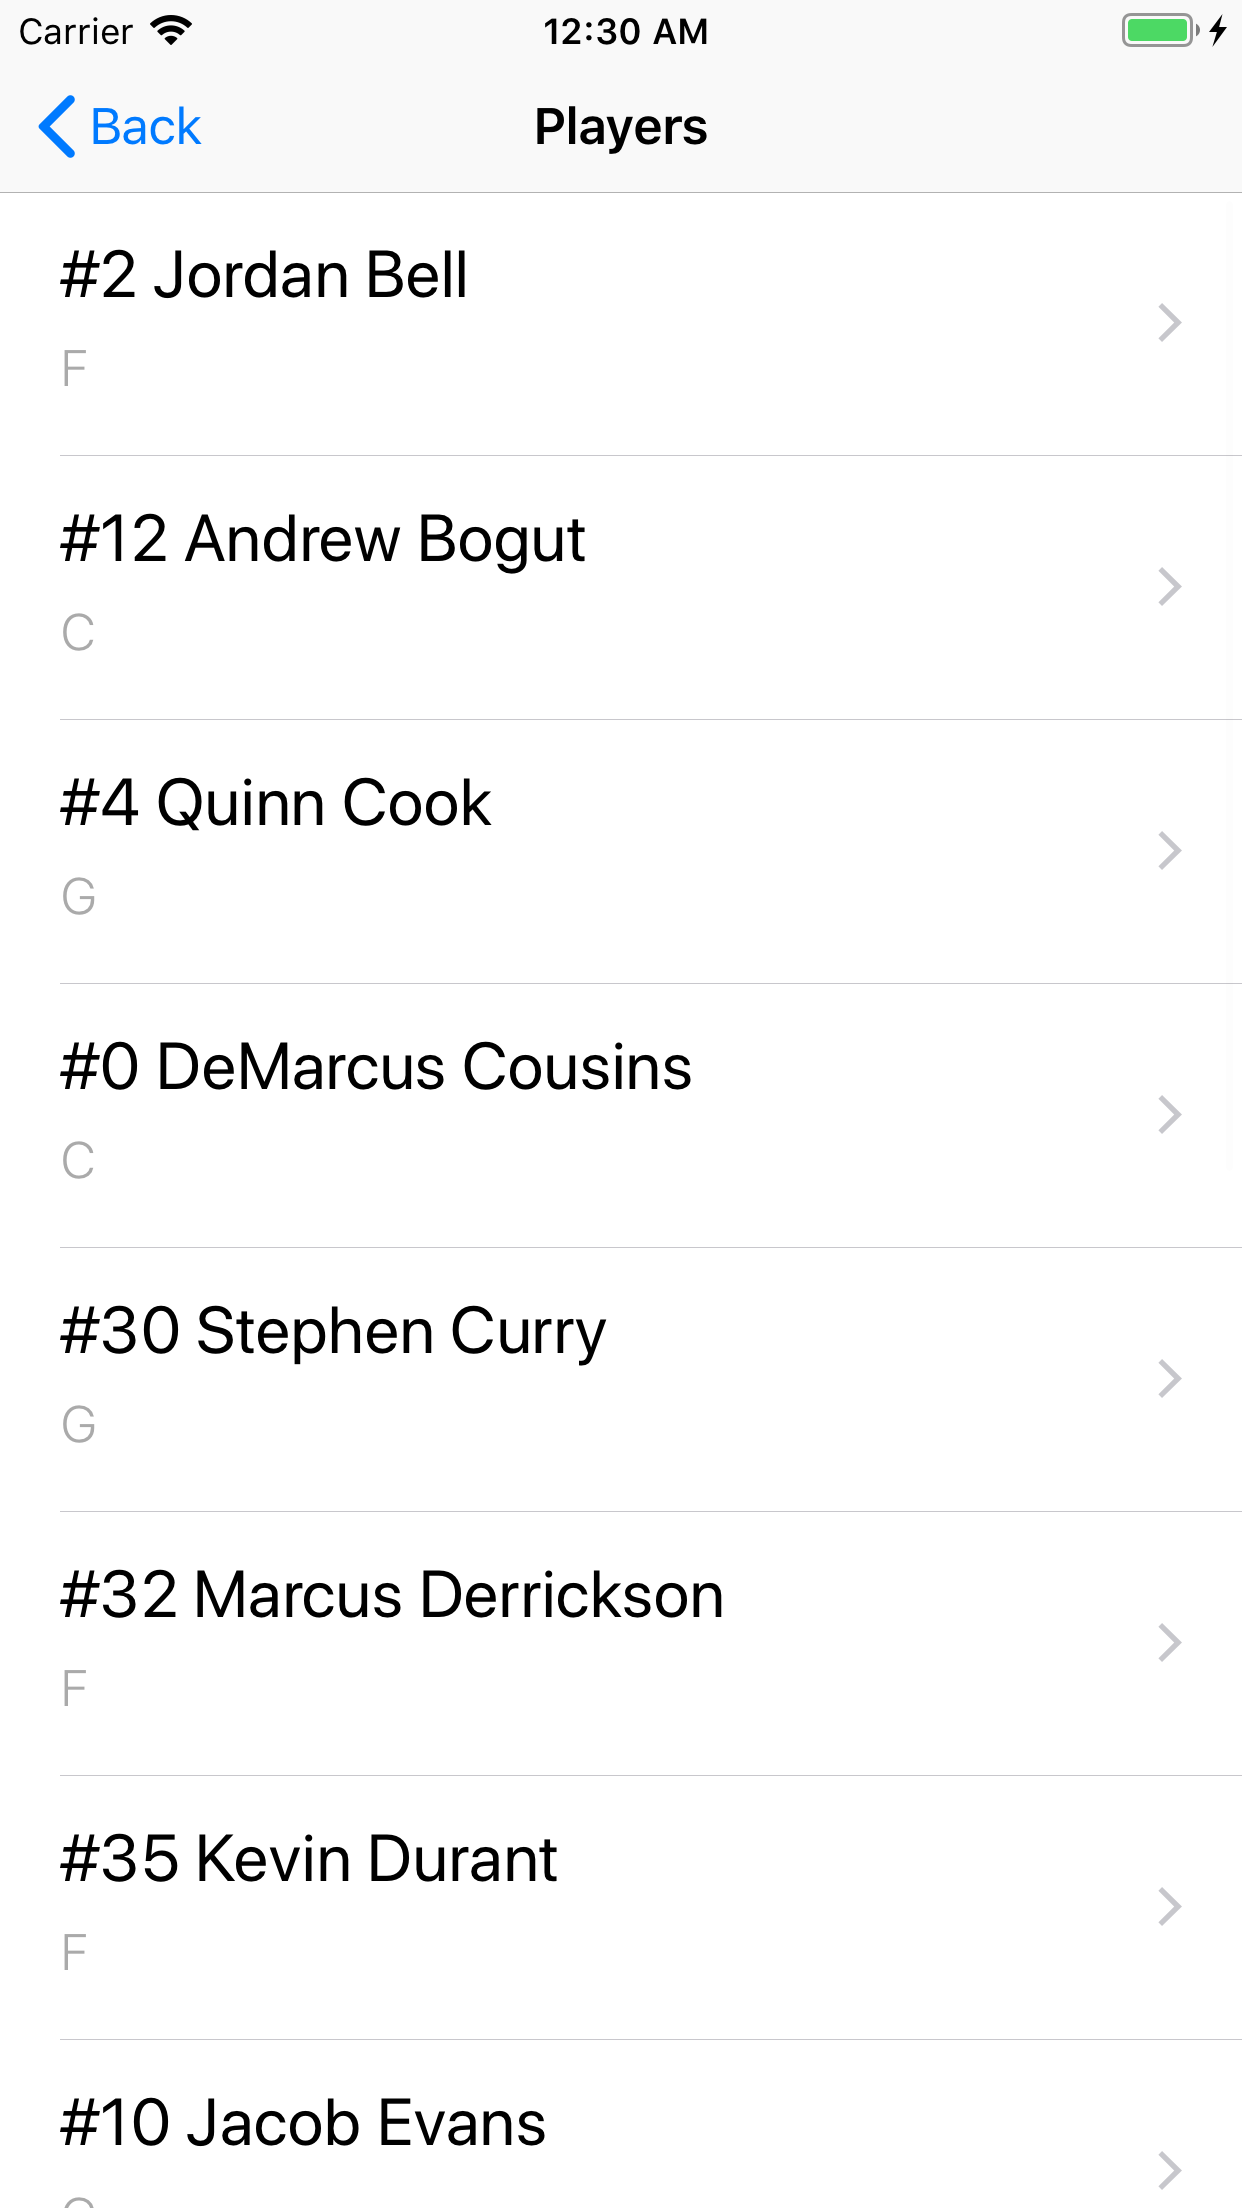 Carrier 12:30 AM
Back Players
#2 Jordan Bell
F
#12 Andrew Bogut
C
#4 Quinn Cook
G
#0 DeMarcus Cousins
C
#30 Stephen Curry
G
#32 Marcus Derrickson
F
#35 Kevin Durant
F
#10 Jacob Evans